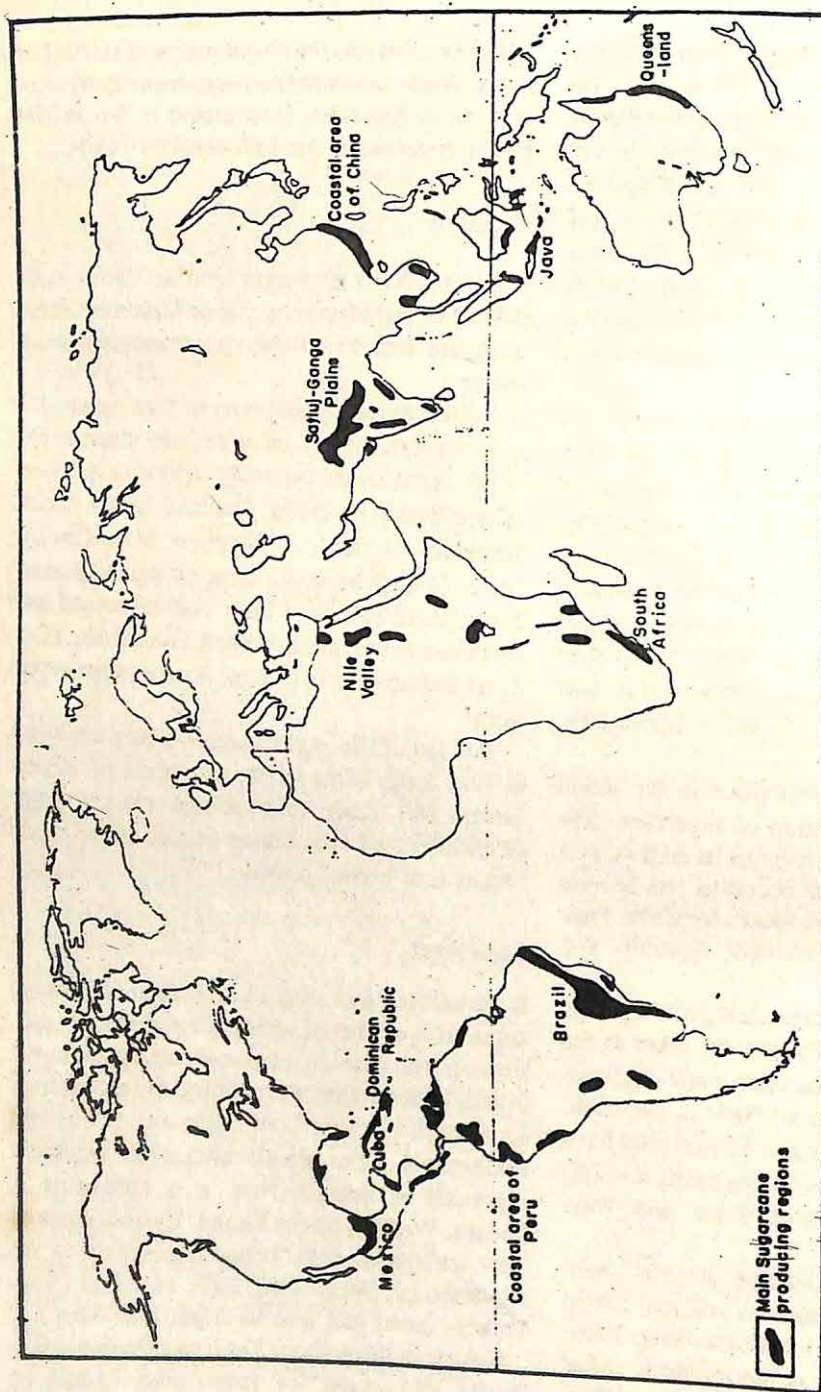 Mexico
Cuba
Dominican
Republic
Coastal area of
Peru
Brazil
Nile
Valley
South
Africa
Satluj-Ganga
Plains
Coastal area
of China
Java
Queens
-land
Main Sugarcane
producing regions